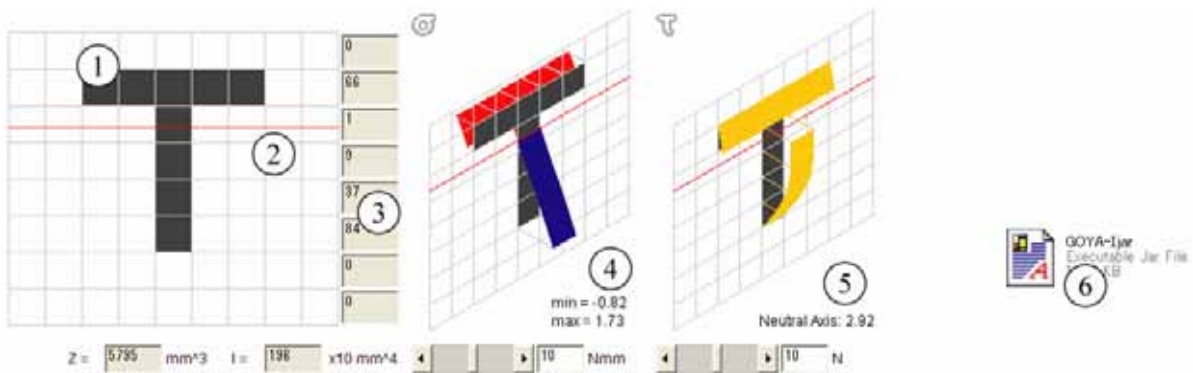 1
2
3
4
5
6
0
66
1
9
37
84
0
0
σ
τ
min = -0.82
max = 1.73
Neutral Axis: 2.92
Z = 5795 mm^3 I = 196 x10 mm^4
10 Nmm
10 N
GOYA-I.jar
Executable Jar File
KB